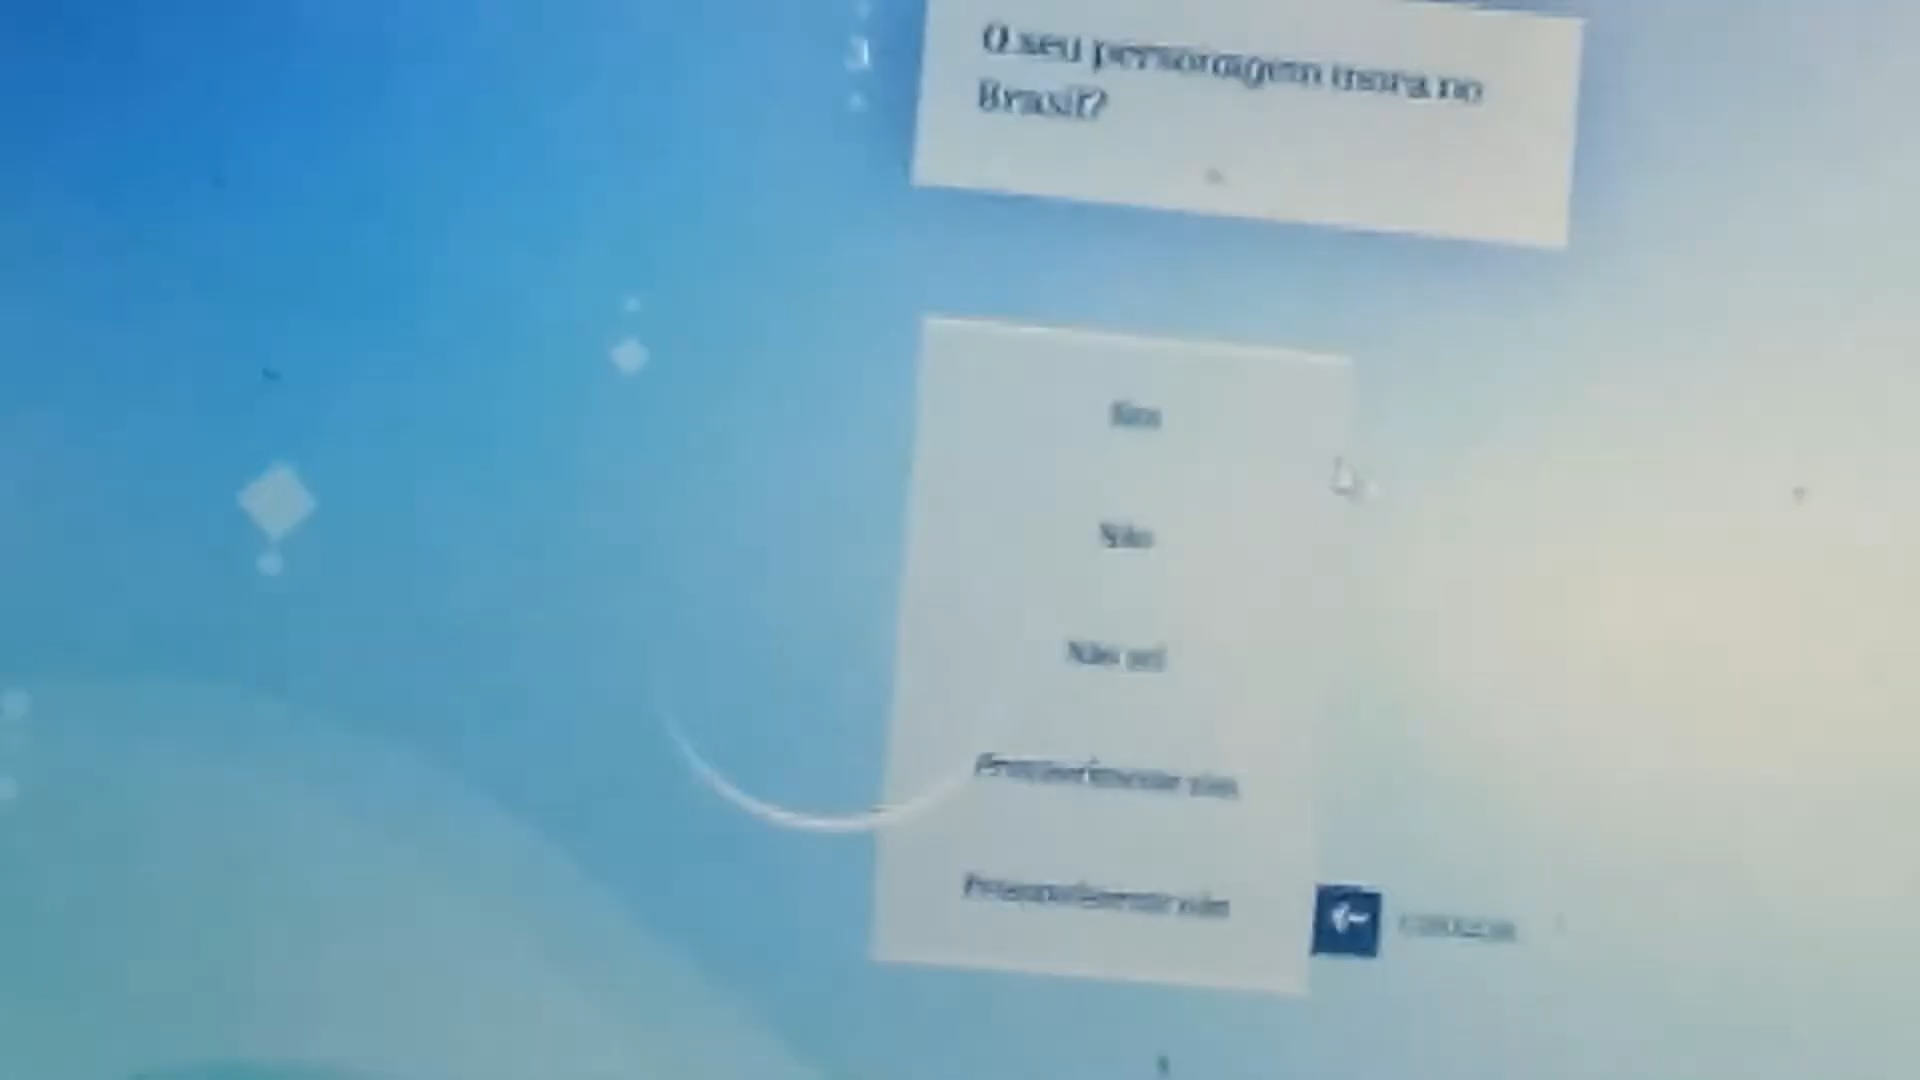 O seu personagem mora no
Brasil?
Sim
Não
Não sei
Provavelmente sim
Provavelmente não